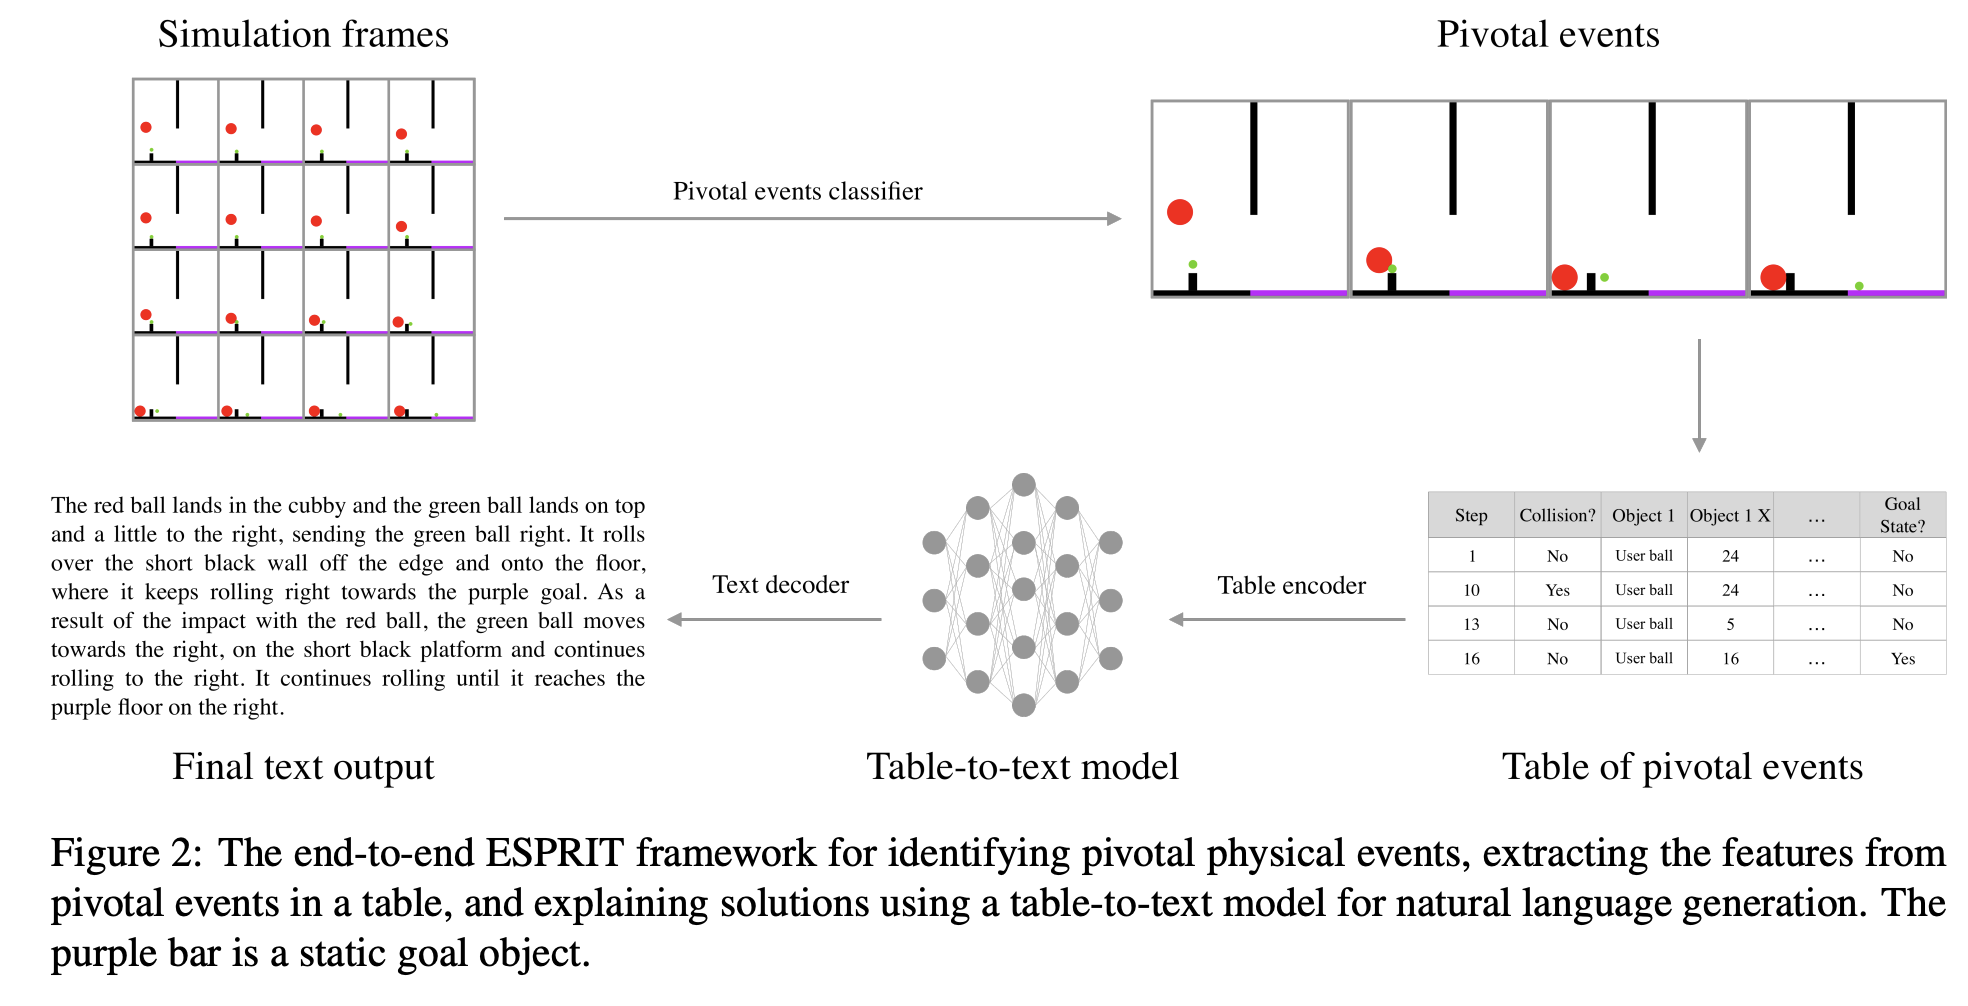 Simulation frames
Pivotal events
Pivotal events classifier
The red ball lands in the cubby and the green ball lands on top
and a little to the right, sending the green ball right. It rolls
over the short black wall off the edge and onto the floor,
where it keeps rolling right towards the purple goal. As a
result of the impact with the red ball, the green ball moves
towards the right, on the short black platform and continues
rolling to the right. It continues rolling until it reaches the
purple floor on the right.
Text decoder
Table encoder
Step Collision? Object 1 Object 1 X ... Goal
State?
1 No User ball 24 ... No
10 Yes User ball 24 ... No
13 No User ball 5 ... No
16 No User ball 16 ... Yes
Final text output
Table-to-text model
Table of pivotal events
Figure 2: The end-to-end ESPRIT framework for identifying pivotal physical events, extracting the features from
pivotal events in a table, and explaining solutions using a table-to-text model for natural language generation. The
purple bar is a static goal object.